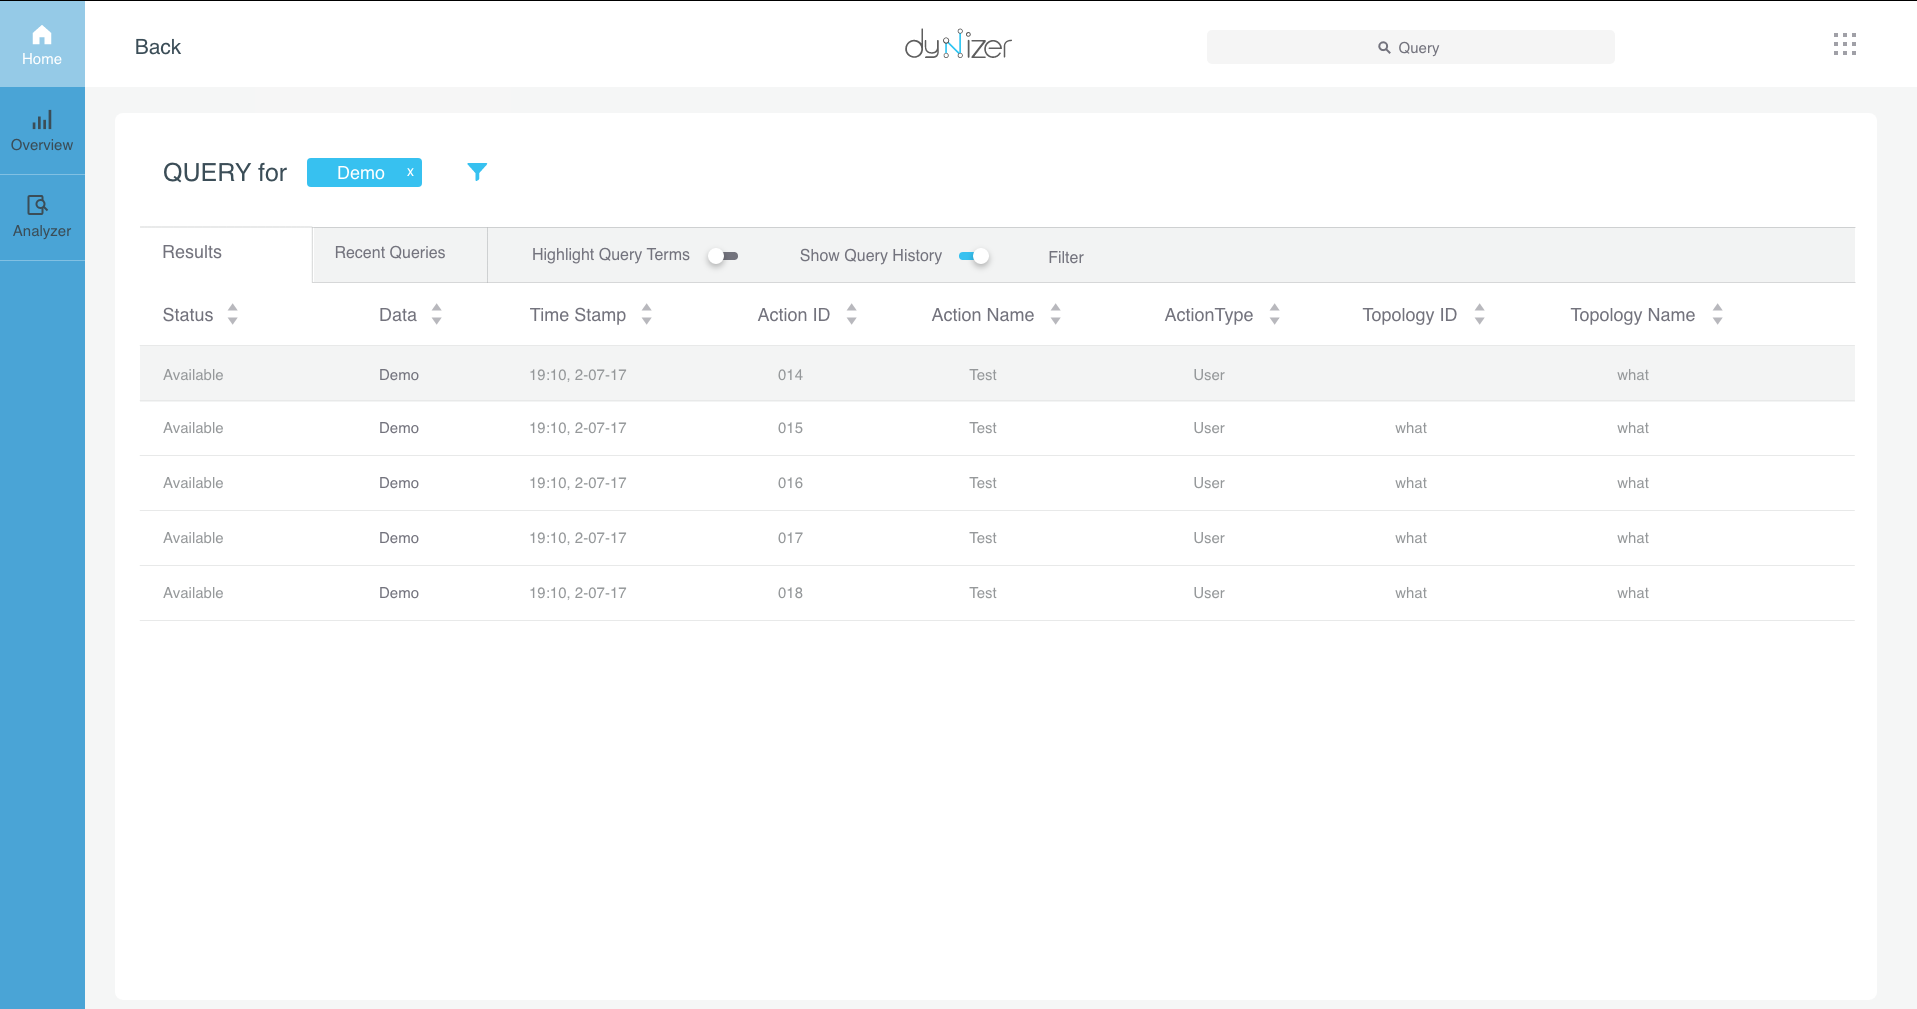 Home
Back
dyNizer
Query
Overview
Analyzer
QUERY for Demo x
Results Recent Queries Highlight Query Terms Show Query History Filter
Status Data Time Stamp Action ID Action Name ActionType Topology ID Topology Name
Available Demo 19:10, 2-07-17 014 Test User what
Available Demo 19:10, 2-07-17 015 Test User what what
Available Demo 19:10, 2-07-17 016 Test User what what
Available Demo 19:10, 2-07-17 017 Test User what what
Available Demo 19:10, 2-07-17 018 Test User what what